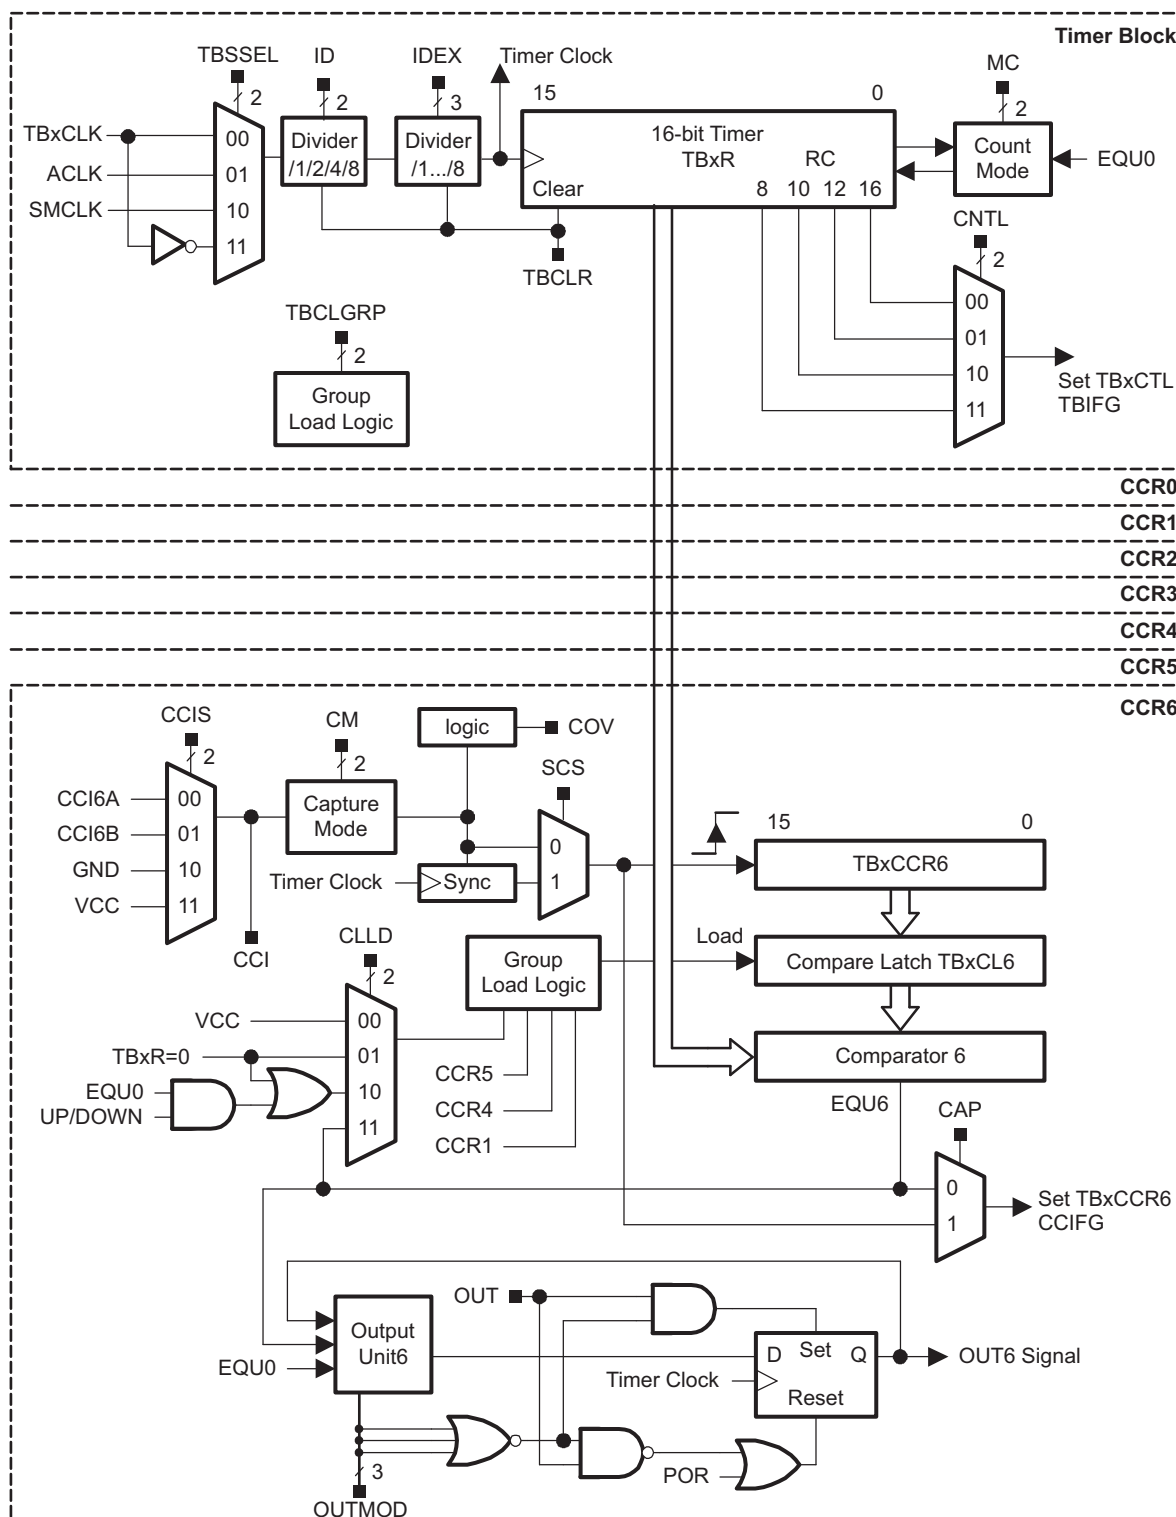 Timer Block
TBSSEL
ID
IDEX
Timer Clock
MC
2
2
3
15
0
2
TBxCLK
ACLK
SMCLK
00
01
10
11
Divider
/1/2/4/8
Divider
/1.../8
16-bit Timer
TBxR
RC
Clear
8
10
12
16
Count
Mode
EQU0
TBCLR
CNTL
2
00
01
10
11
Set TBxCTL
TBIFG
TBCLGRP
2
Group
Load Logic
CCR0
CCR1
CCR2
CCR3
CCR4
CCR5
CCR6
CCIS
2
CM
2
logic
COV
SCS
CCI6A
CCI6B
GND
VCC
00
01
10
11
Capture
Mode
Timer Clock
Sync
0
1
15
0
TBxCCR6
CCI
CLLD
2
Group
Load Logic
Load
Compare Latch TBxCL6
VCC
TBxR=0
EQU0
UP/DOWN
00
01
10
11
CCR5
CCR4
CCR1
Comparator 6
EQU6
CAP
0
1
Set TBxCCR6
CCIFG
OUT
Output
Unit6
EQU0
D
Set
Q
Timer Clock
Reset
OUT6 Signal
POR
3
OUTMOD